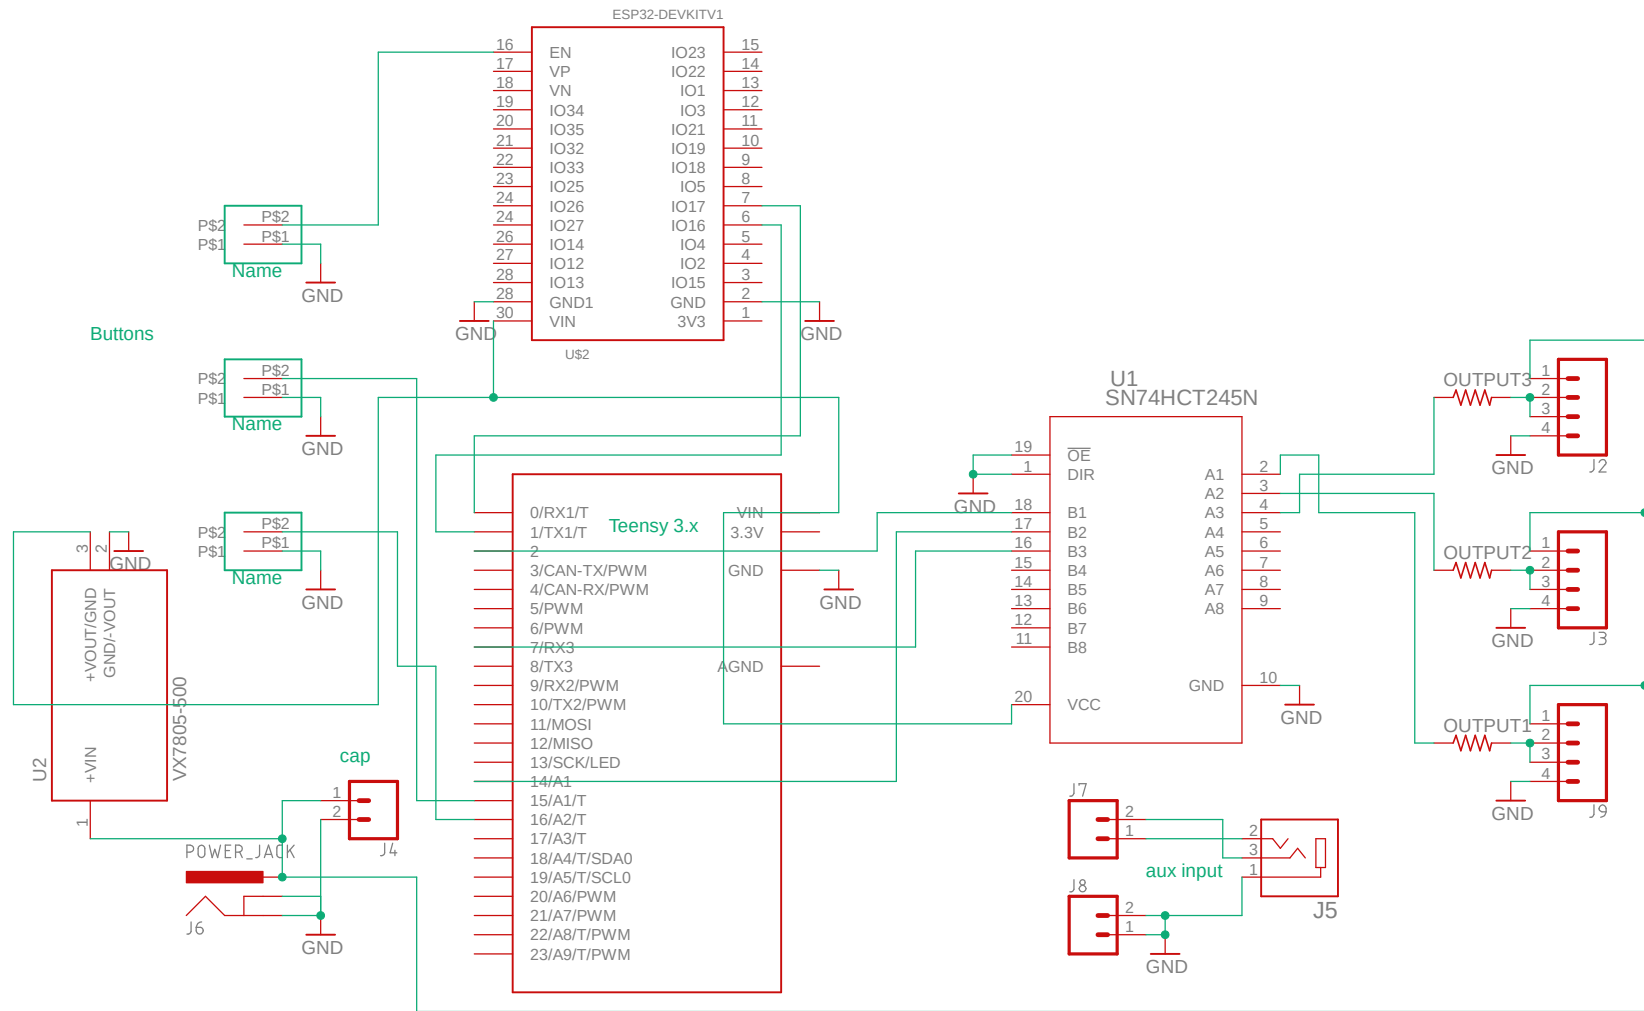 ESP32-DEVKITV1
16 EN IO23 15
17 VP IO22 14
18 VN IO1 13
19 IO34 IO3 12
20 IO35 IO21 11
21 IO32 IO19 10
22 IO33 IO18 9
23 IO25 IO5 8
24 IO26 IO17 7
24 IO27 IO16 6
26 IO14 IO4 5
27 IO12 IO2 4
28 IO13 IO15 3
28 GND1 GND 2
30 VIN 3V3 1
GND
GND
U$2
P$2 P$2
P$1 P$1
Name
GND
Buttons
P$2 P$2
P$1 P$1
Name
GND
P$2 P$2
P$1 P$1
Name
GND
3 2
GND
+VOUT/GND
GND/-VOUT
+VIN
U2
VX7805-500
1
cap
1
2
J4
POWER_JACK
J6
GND
Teensy 3.x
0/RX1/T VIN
1/TX1/T 3.3V
2
3/CAN-TX/PWM GND
4/CAN-RX/PWM
GND
5/PWM
6/PWM
7/RX3
8/TX3 AGND
9/RX2/PWM
10/TX2/PWM
11/MOSI
12/MISO
13/SCK/LED
14/A1
15/A1/T
16/A2/T
17/A3/T
18/A4/T/SDA0
19/A5/T/SCL0
20/A6/PWM
21/A7/PWM
22/A8/T/PWM
23/A9/T/PWM
U1
SN74HCT245N
19 OE
1 DIR A1 2
GND
A2 3
18 B1 A3 4
17 B2 A4 5
16 B3 A5 6
15 B4 A6 7
14 B5 A7 8
13 B6 A8 9
12 B7
11 B8
GND 10
20 VCC
GND
OUTPUT3
1
2
3
4
GND
J2
OUTPUT2
1
2
3
4
GND
J3
OUTPUT1
1
2
3
4
GND
J9
J7
2
1
J8
2
1
GND
aux input
2
3
1
J5